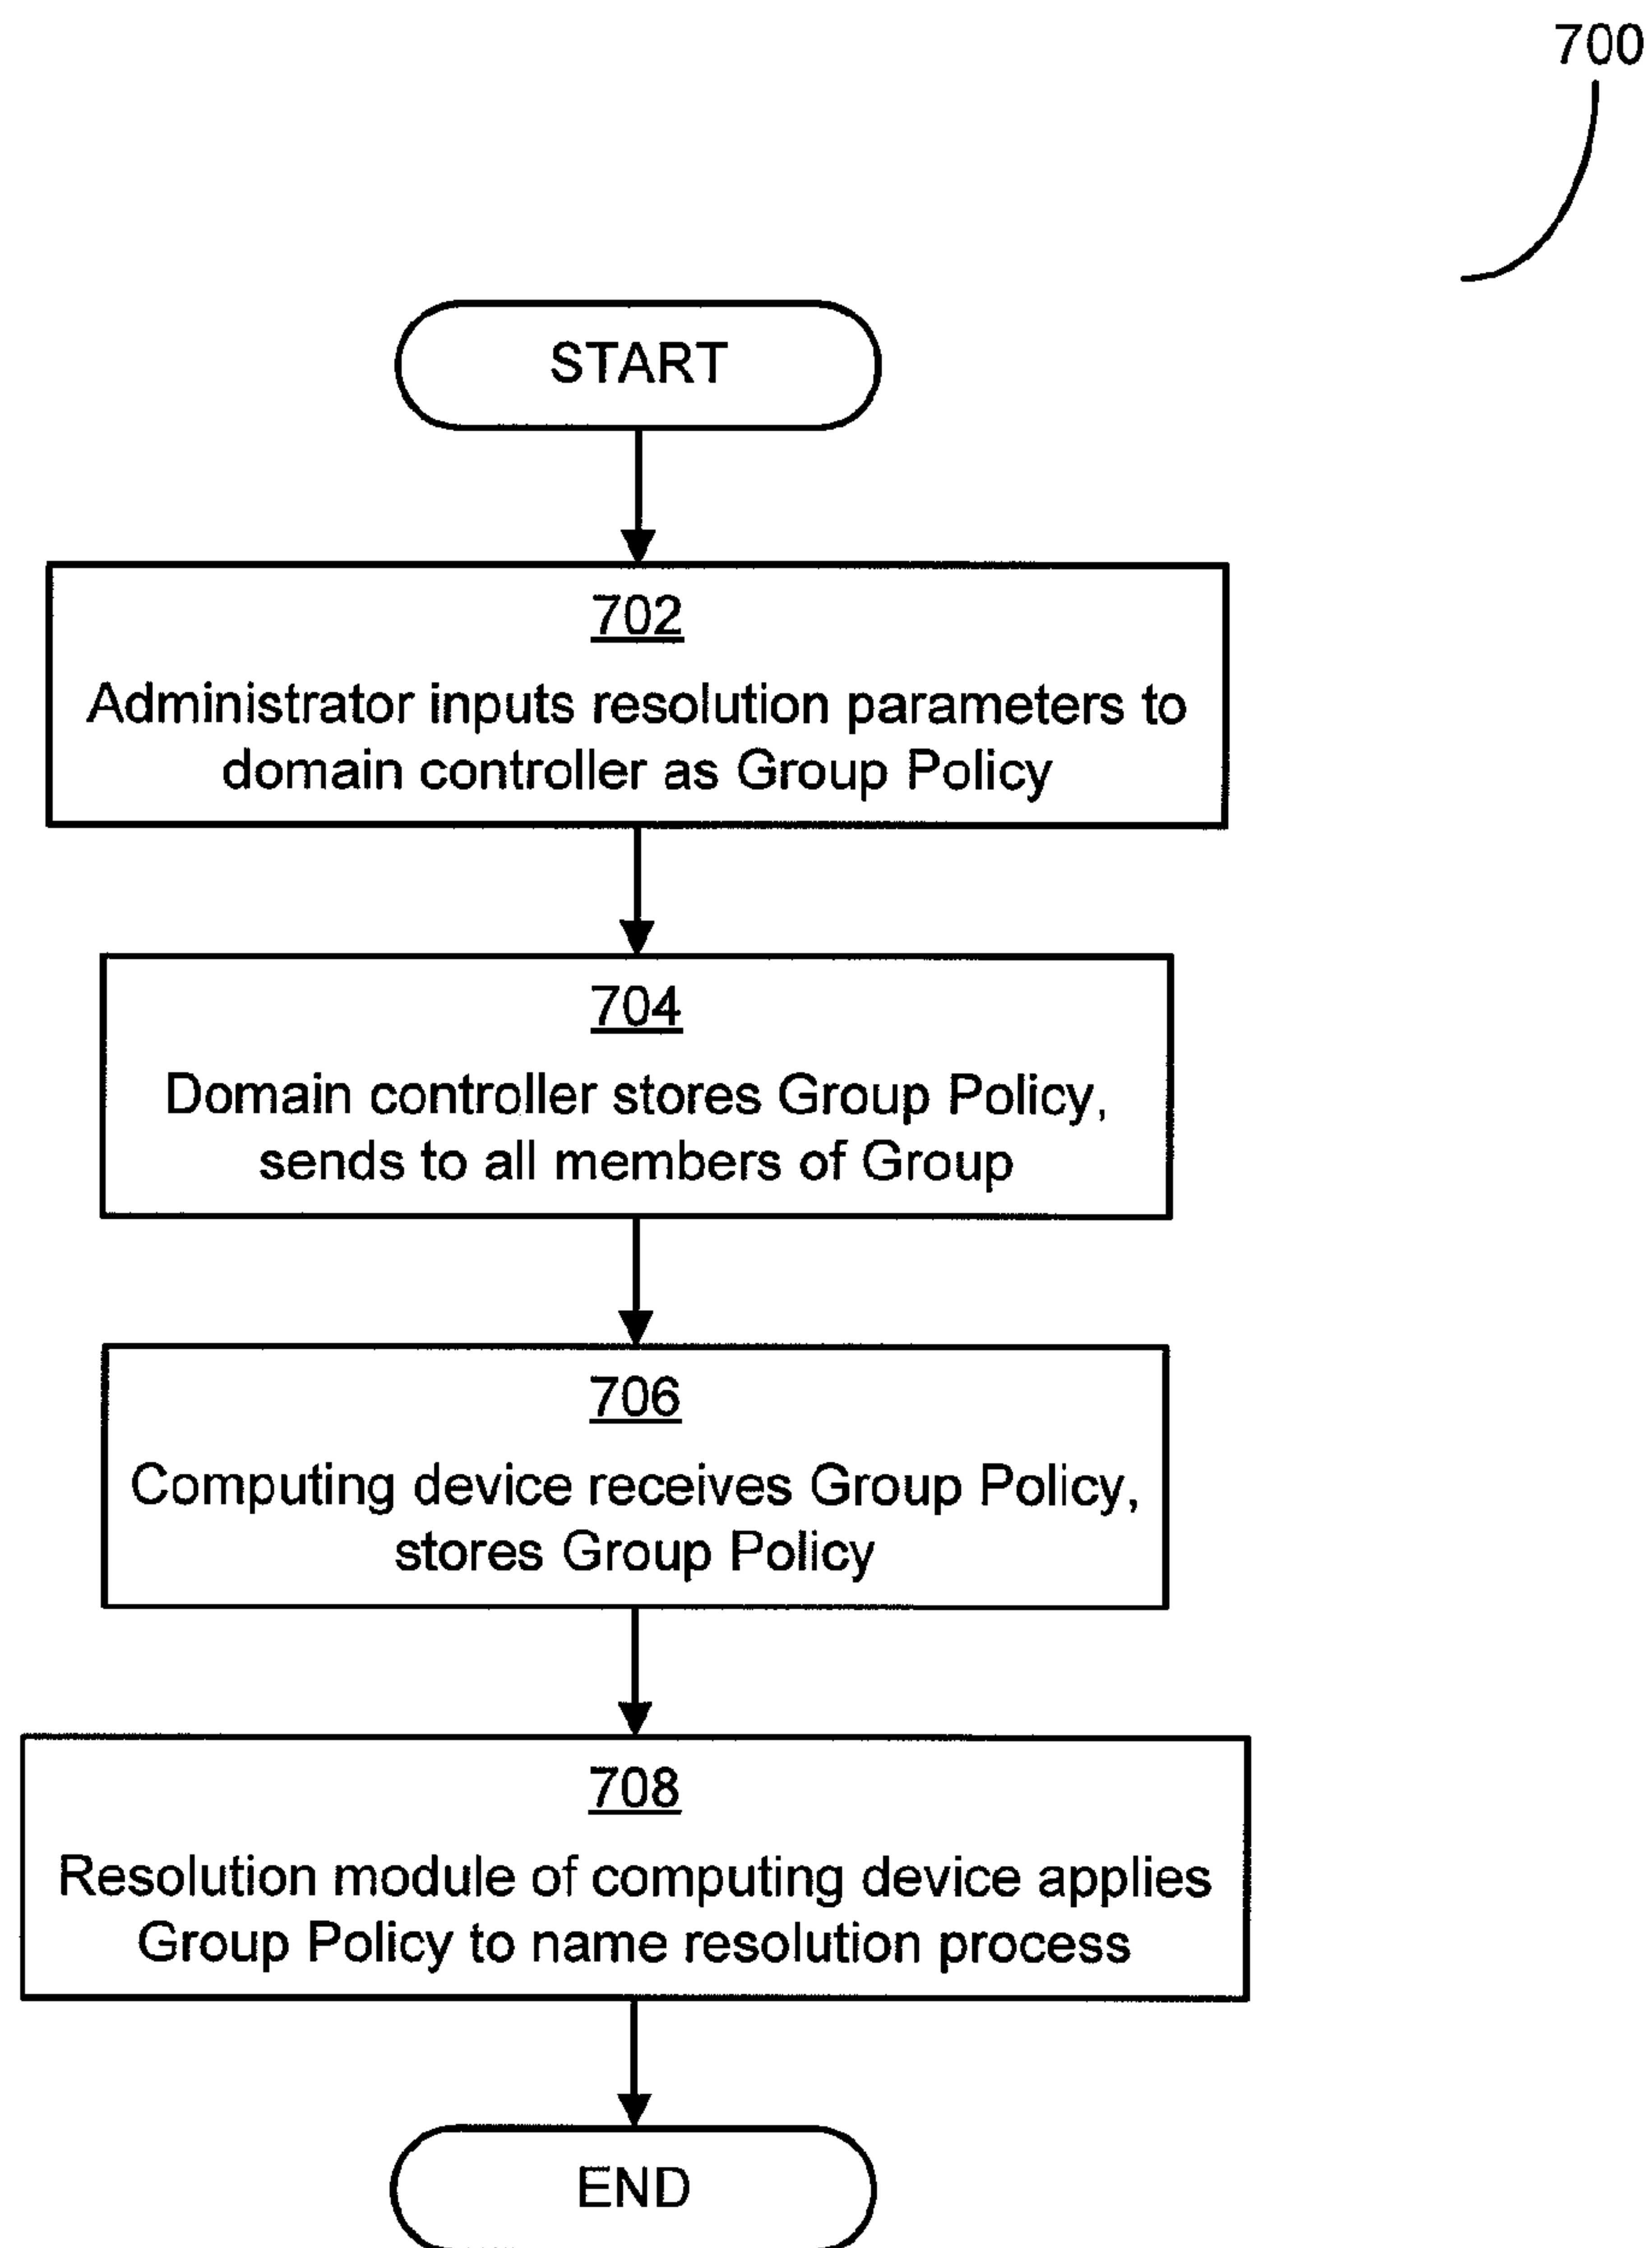 700
START
702
Administrator inputs resolution parameters to
domain controller as Group Policy
704
Domain controller stores Group Policy,
sends to all members of Group
706
Computing device receives Group Policy,
stores Group Policy
708
Resolution module of computing device applies
Group Policy to name resolution process
END